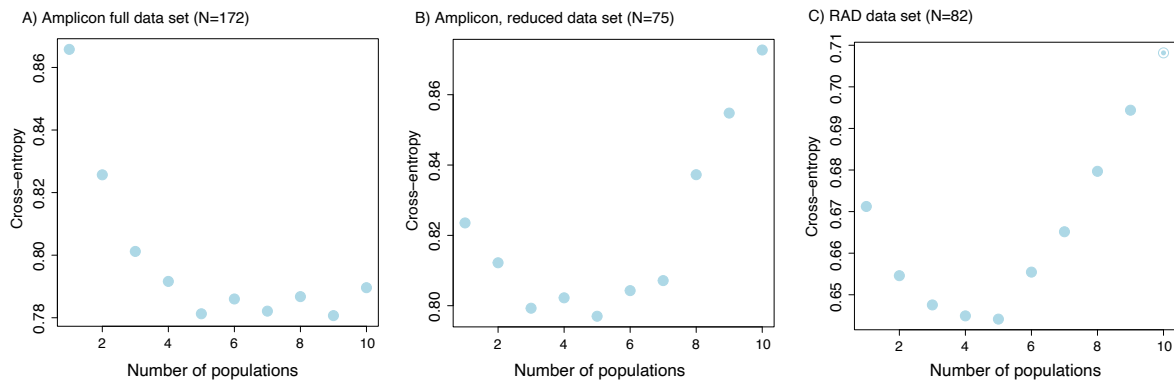 A) Amplicon full data set (N=172)
Cross−entropy
0.86
0.84
0.82
0.80
0.78
2 4 6 8 10
Number of populations
B) Amplicon, reduced data set (N=75)
Cross−entropy
0.86
0.84
0.82
0.80
2 4 6 8 10
Number of populations
C) RAD data set (N=82)
Cross−entropy
0.71
0.70
0.69
0.68
0.67
0.66
0.65
2 4 6 8 10
Number of populations